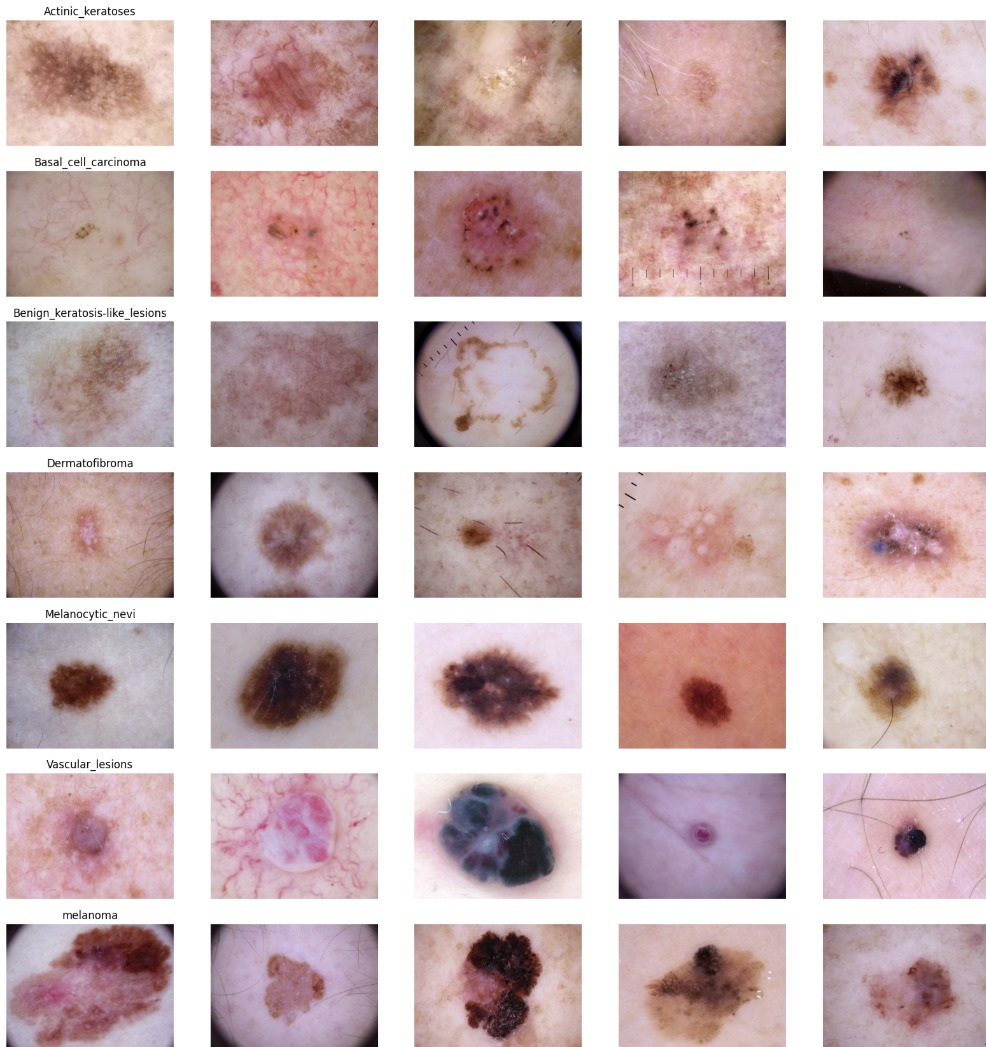 Actinic_keratoses
Basal_cell_carcinoma
Benign_keratosis-like_lesions
Dermatofibroma
Melanocytic_nevi
Vascular_lesions
melanoma